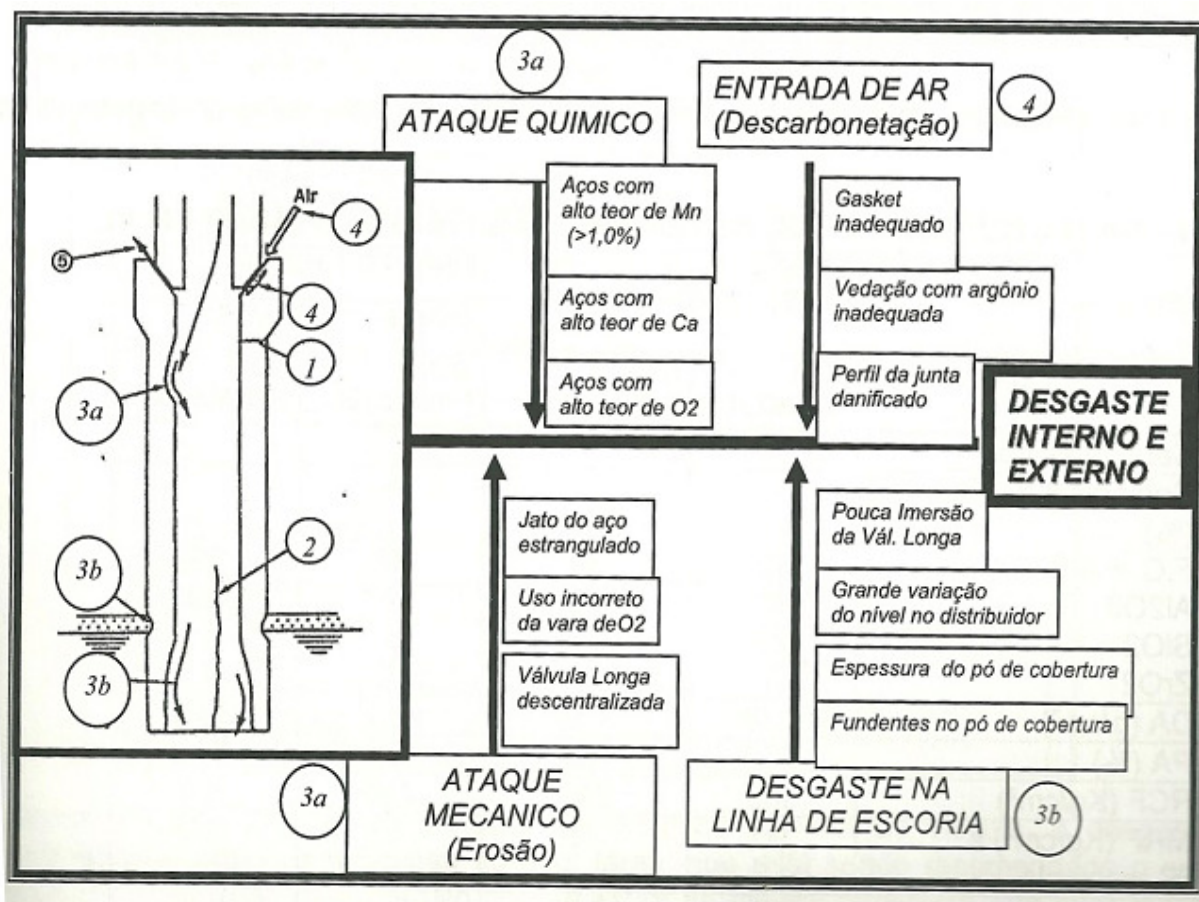 3a
ATAQUE QUIMICO
ENTRADA DE AR
(Descarbonetação)
4
Aços com
alto teor de Mn
(>1,0%)
Aços com
alto teor de Ca
Aços com
alto teor de O2
Gasket
inadequado
Vedação com argônio
inadequada
Perfil da junta
danificado
DESGASTE
INTERNO E
EXTERNO
Air
4
5
4
1
3a
2
3b
3b
Jato do aço
estrangulado
Uso incorreto
da vara deO2
Válvula Longa
descentralizada
Pouca Imersão
da Vál. Longa
Grande variação
do nível no distribuidor
Espessura do pó de cobertura
Fundentes no pó de cobertura
3a
ATAQUE
MECANICO
(Erosão)
DESGASTE NA
LINHA DE ESCORIA
3b